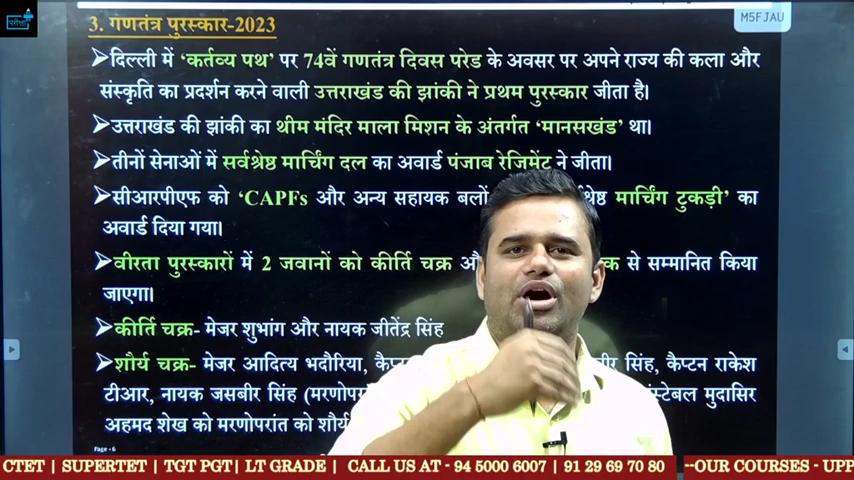 परीक्षा
M5FJAU
3. गणतंत्र पुरस्कार-2023
➤दिल्ली में ‘कर्तव्य पथ’ पर 74वें गणतंत्र दिवस परेड के अवसर पर अपने राज्य की कला और
संस्कृति का प्रदर्शन करने वाली उत्तराखंड की झांकी ने प्रथम पुरस्कार जीता है।
➤उत्तराखंड की झांकी का थीम मंदिर माला मिशन के अंतर्गत ‘मानसखंड’ था।
➤तीनों सेनाओं में सर्वश्रेष्ठ मार्चिंग दल का अवार्ड पंजाब रेजिमेंट ने जीता।
➤सीआरपीएफ को ‘CAPFs और अन्य सहायक बलों मार्चिंग टुकड़ी’ का
अवार्ड दिया गया।
➤वीरता पुरस्कारों में 2 जवानों को कीर्ति चक्र से सम्मानित किया
जाएगा।
➤कीर्ति चक्र- मेजर शुभांग और नायक जीतेंद्र सिंह
➤शौर्य चक्र- मेजर आदित्य भदौरिया, सिंह, कैप्टन राकेश
टीआर, नायक जसबीर सिंह मुदासिर
अहमद शेख को मरणोपरांत को
Page - 6
CTET | SUPERTET | TGT PGT| LT GRADE | CALL US AT - 94 5000 6007 | 91 29 69 70 80 --OUR COURSES - UPP